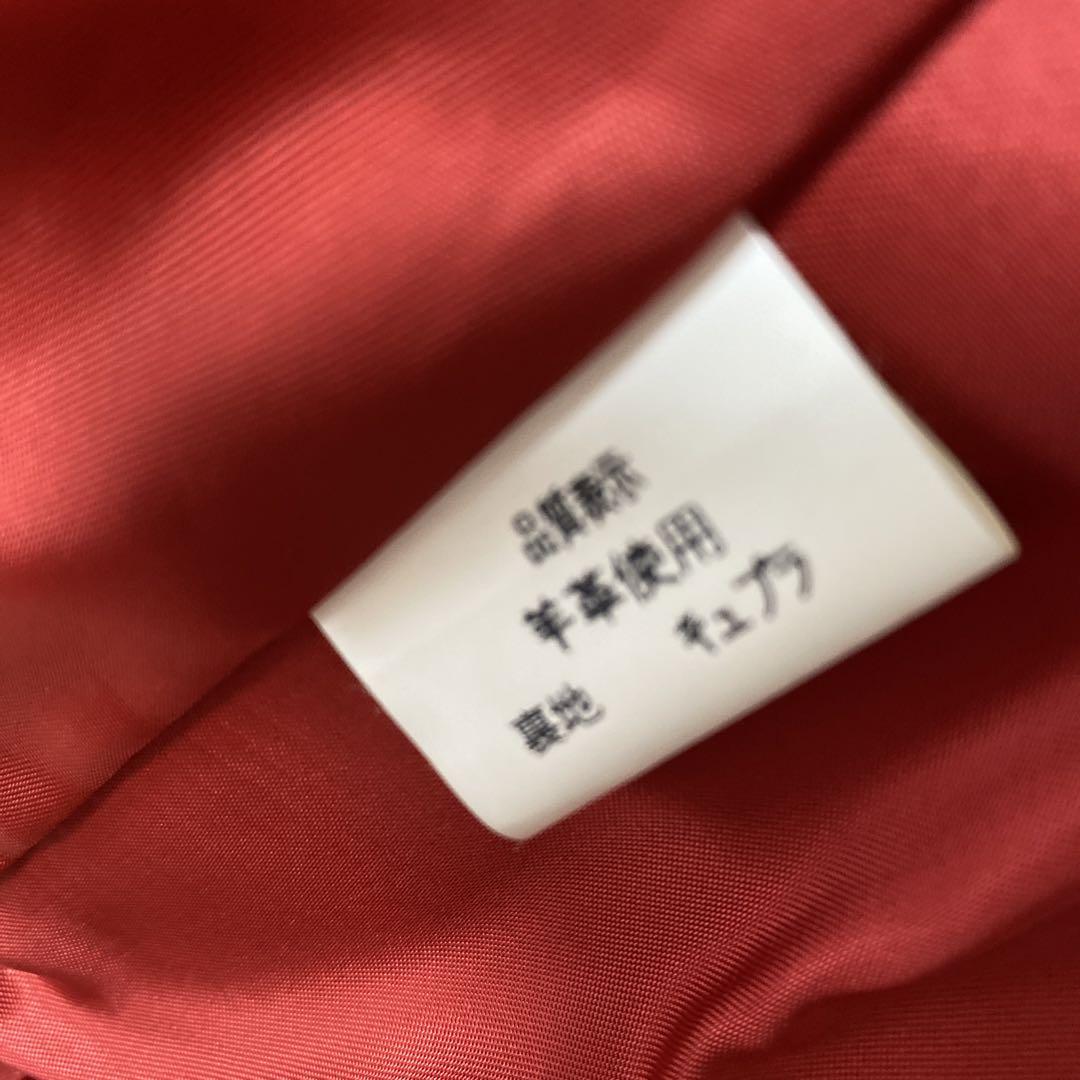 品質表示
羊革使用
裏地 キュプラ